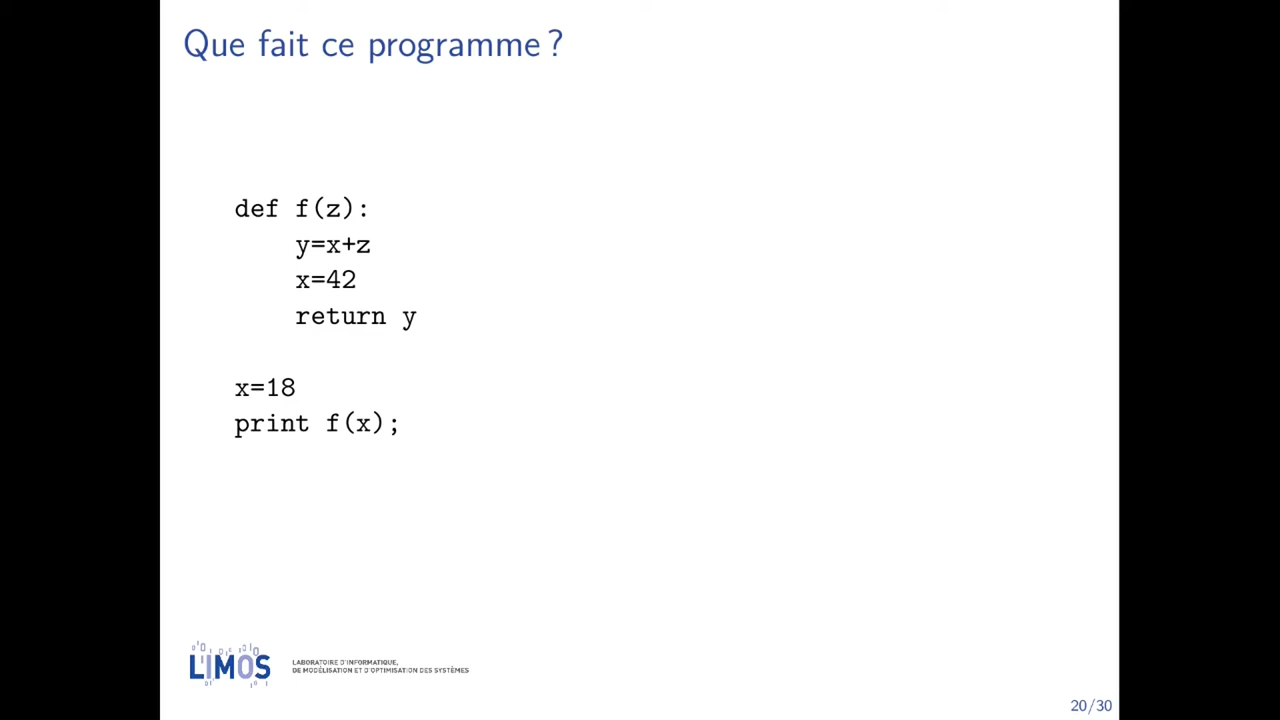 Que fait ce programme ?
def f(z):
    y=x+z
    x=42
    return y
x=18
print f(x);
LIMOS
LABORATOIRE D'INFORMATIQUE,
DE MODÉLISATION ET D'OPTIMISATION DES SYSTÈMES
20/30